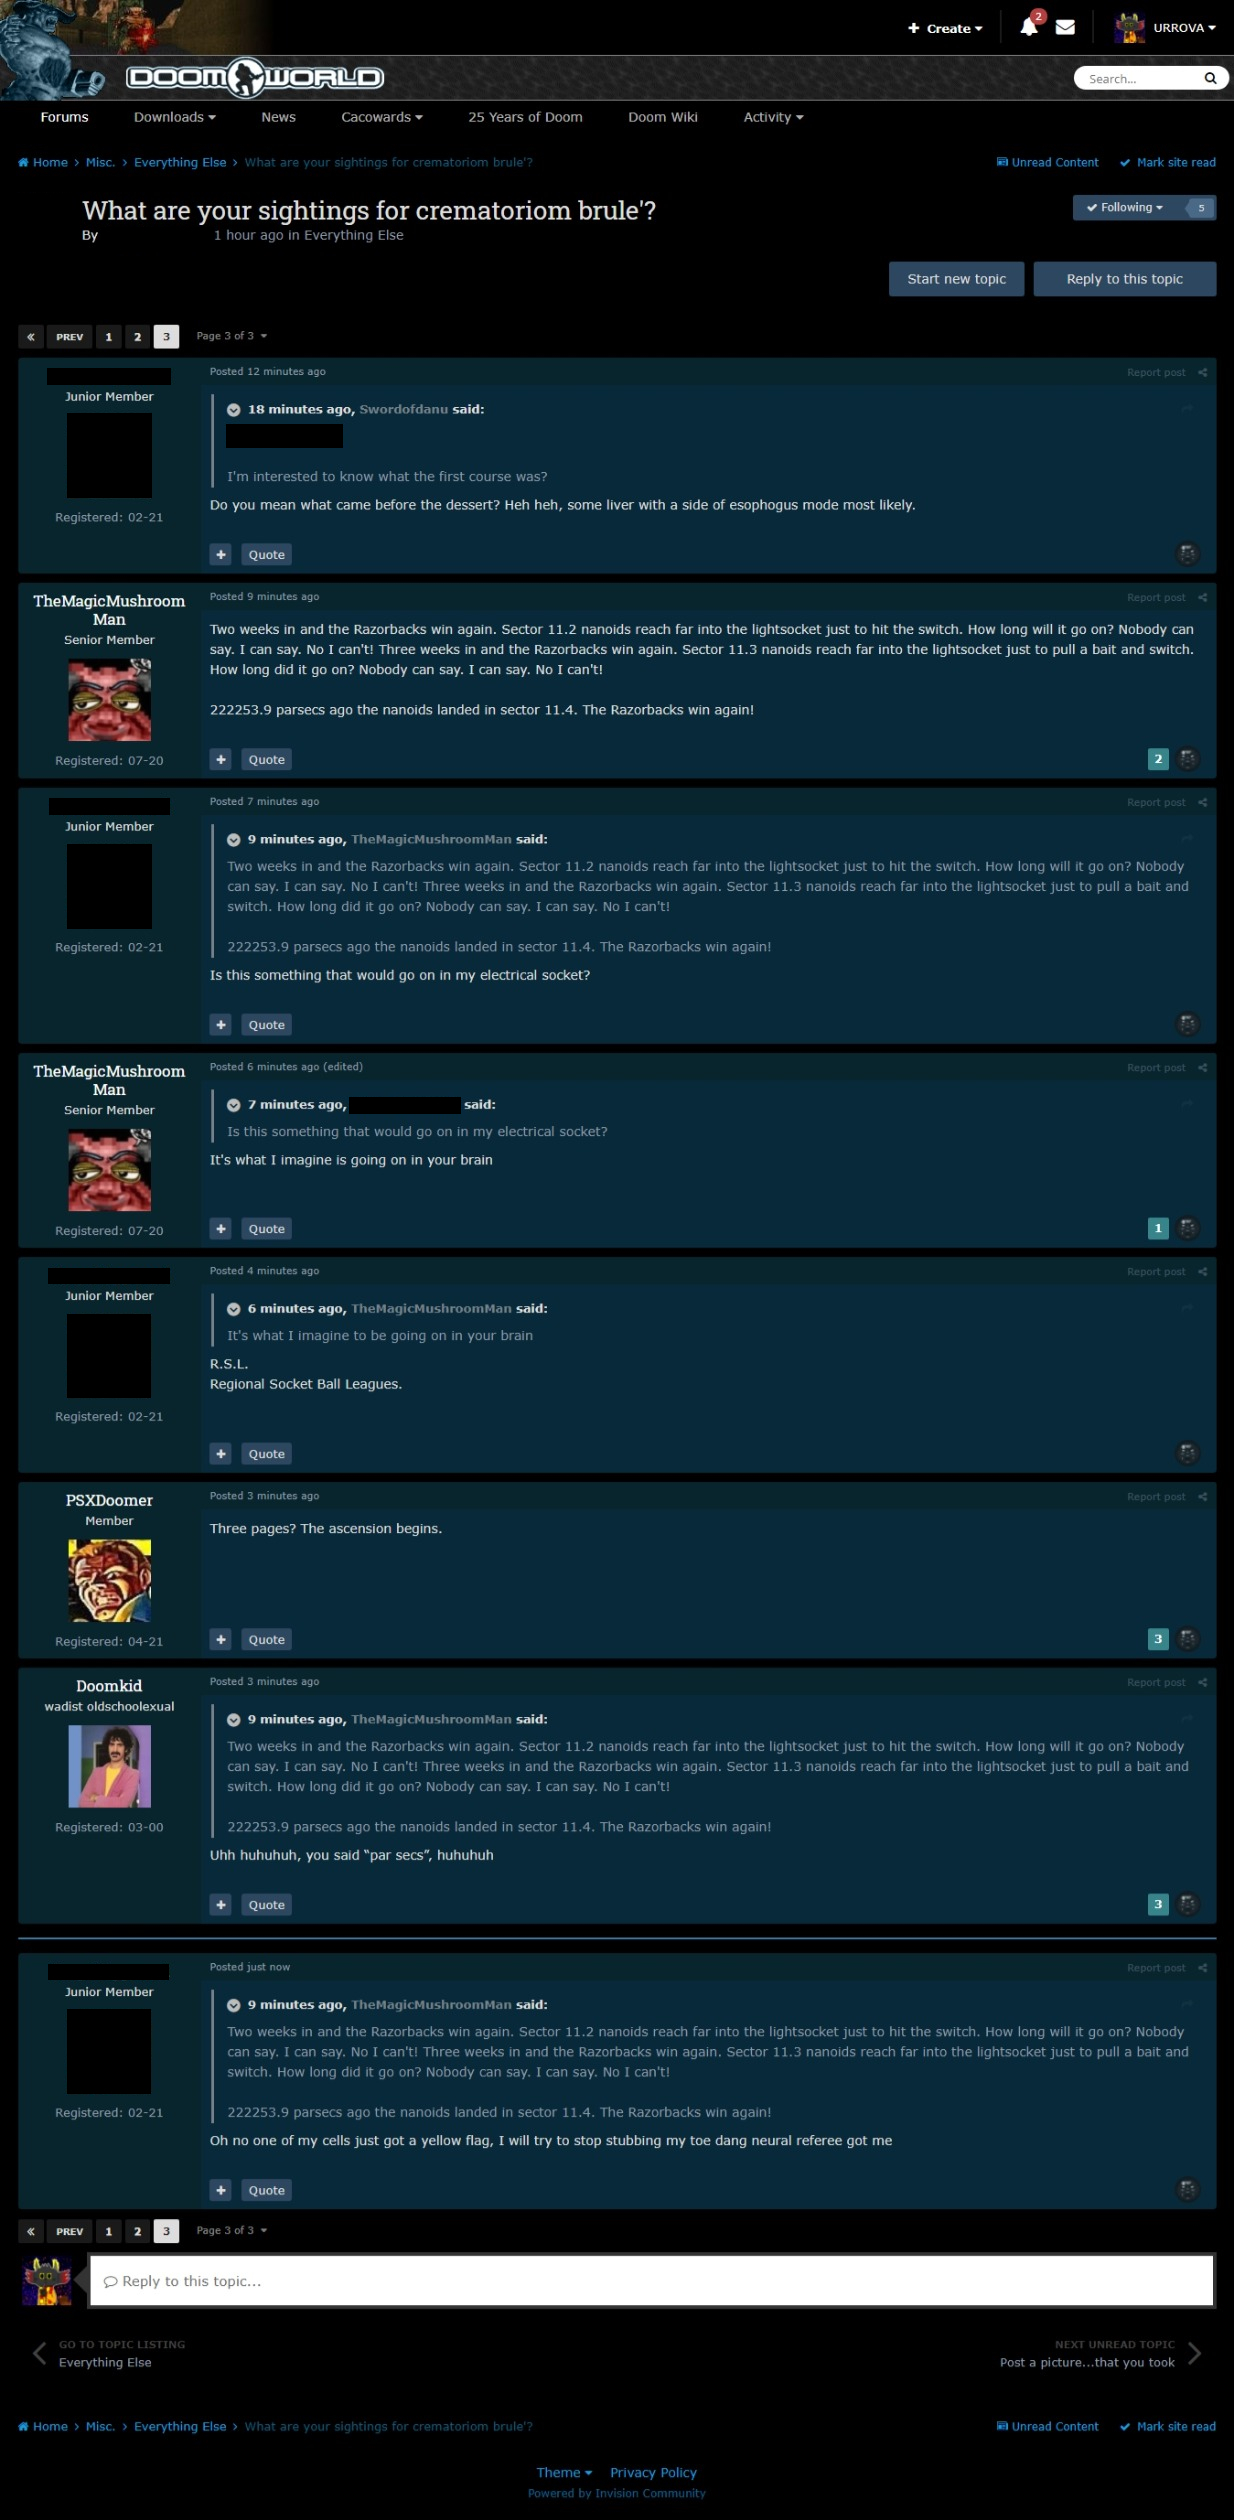 + Create
2
URROVA
DOOMWORLD
Search...
Forums Downloads News Cacowards 25 Years of Doom Doom Wiki Activity
Home > Misc. > Everything Else > What are your sightings for crematoriom brule'?
Unread Content Mark site read
What are your sightings for crematoriom brule'?
Following 5
By 1 hour ago in Everything Else
Start new topic Reply to this topic
« PREV 1 2 3 Page 3 of 3
Posted 12 minutes ago Report post
Junior Member
Registered: 02-21
18 minutes ago, Swordofdanu said:
I'm interested to know what the first course was?
Do you mean what came before the dessert? Heh heh, some liver with a side of esophogus mode most likely.
+ Quote
TheMagicMushroom
Man
Senior Member
Registered: 07-20
Posted 9 minutes ago Report post
Two weeks in and the Razorbacks win again. Sector 11.2 nanoids reach far into the lightsocket just to hit the switch. How long will it go on? Nobody can
say. I can say. No I can't! Three weeks in and the Razorbacks win again. Sector 11.3 nanoids reach far into the lightsocket just to pull a bait and switch.
How long did it go on? Nobody can say. I can say. No I can't!
222253.9 parsecs ago the nanoids landed in sector 11.4. The Razorbacks win again!
+ Quote 2
Junior Member
Registered: 02-21
Posted 7 minutes ago Report post
9 minutes ago, TheMagicMushroomMan said:
Two weeks in and the Razorbacks win again. Sector 11.2 nanoids reach far into the lightsocket just to hit the switch. How long will it go on? Nobody
can say. I can say. No I can't! Three weeks in and the Razorbacks win again. Sector 11.3 nanoids reach far into the lightsocket just to pull a bait and
switch. How long did it go on? Nobody can say. I can say. No I can't!
222253.9 parsecs ago the nanoids landed in sector 11.4. The Razorbacks win again!
Is this something that would go on in my electrical socket?
+ Quote
TheMagicMushroom
Man
Senior Member
Registered: 07-20
Posted 6 minutes ago (edited) Report post
7 minutes ago, said:
Is this something that would go on in my electrical socket?
It's what I imagine is going on in your brain
+ Quote 1
Junior Member
Registered: 02-21
Posted 4 minutes ago Report post
6 minutes ago, TheMagicMushroomMan said:
It's what I imagine to be going on in your brain
R.S.L.
Regional Socket Ball Leagues.
+ Quote
PSXDoomer
Member
Registered: 04-21
Posted 3 minutes ago Report post
Three pages? The ascension begins.
+ Quote 3
Doomkid
wadist oldschoolexual
Registered: 03-00
Posted 3 minutes ago Report post
9 minutes ago, TheMagicMushroomMan said:
Two weeks in and the Razorbacks win again. Sector 11.2 nanoids reach far into the lightsocket just to hit the switch. How long will it go on? Nobody
can say. I can say. No I can't! Three weeks in and the Razorbacks win again. Sector 11.3 nanoids reach far into the lightsocket just to pull a bait and
switch. How long did it go on? Nobody can say. I can say. No I can't!
222253.9 parsecs ago the nanoids landed in sector 11.4. The Razorbacks win again!
Uhh huhuhuh, you said “par secs”, huhuhuh
+ Quote 3
Junior Member
Registered: 02-21
Posted just now Report post
9 minutes ago, TheMagicMushroomMan said:
Two weeks in and the Razorbacks win again. Sector 11.2 nanoids reach far into the lightsocket just to hit the switch. How long will it go on? Nobody
can say. I can say. No I can't! Three weeks in and the Razorbacks win again. Sector 11.3 nanoids reach far into the lightsocket just to pull a bait and
switch. How long did it go on? Nobody can say. I can say. No I can't!
222253.9 parsecs ago the nanoids landed in sector 11.4. The Razorbacks win again!
Oh no one of my cells just got a yellow flag, I will try to stop stubbing my toe dang neural referee got me
+ Quote
« PREV 1 2 3 Page 3 of 3
Reply to this topic...
GO TO TOPIC LISTING
Everything Else
NEXT UNREAD TOPIC
Post a picture...that you took
Home > Misc. > Everything Else > What are your sightings for crematoriom brule'?
Unread Content Mark site read
Theme Privacy Policy
Powered by Invision Community